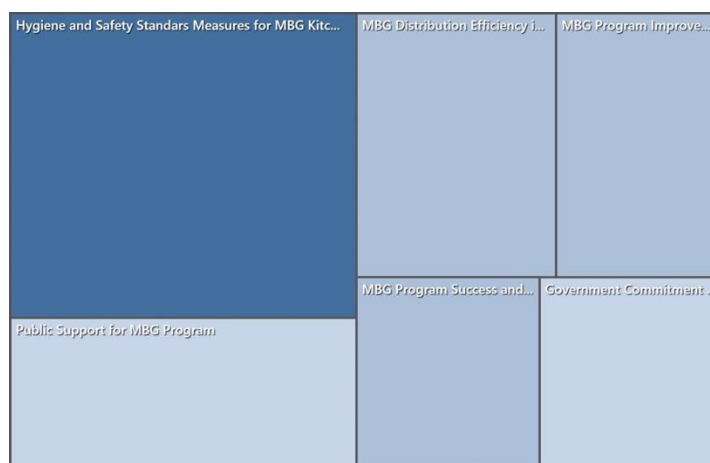 Hygiene and Safety Standars Measures for MBG Kitc...
MBG Distribution Efficiency i...
MBG Program Improve...
Public Support for MBG Program
MBG Program Success and...
Government Commitment .